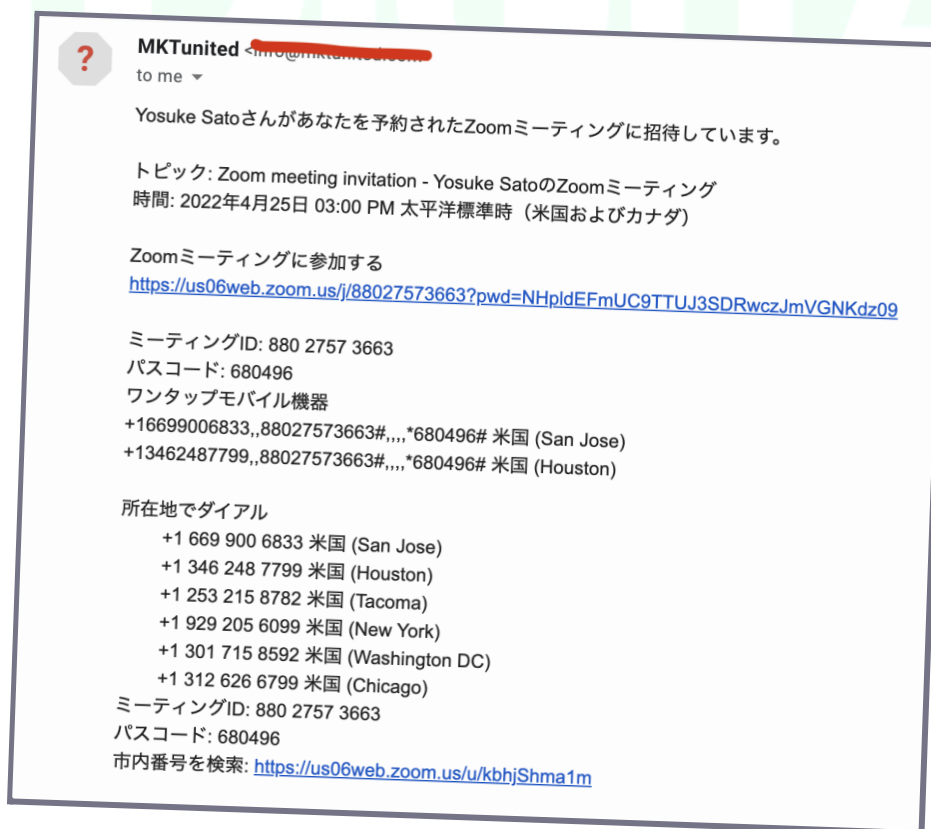 ?
MKTunited <
to me
Yosuke Satoさんがあなたを予約されたZoomミーティングに招待しています。
トピック: Zoom meeting invitation - Yosuke SatoのZoomミーティング
時間: 2022年4月25日 03:00 PM 太平洋標準時（米国およびカナダ）
Zoomミーティングに参加する
https://us06web.zoom.us/j/88027573663?pwd=NHpldEFmUC9TTUJ3SDRwczJmVGNKdz09
ミーティングID: 880 2757 3663
パスコード: 680496
ワンタップモバイル機器
+16699006833,,88027573663#,,,,*680496# 米国 (San Jose)
+13462487799,,88027573663#,,,,*680496# 米国 (Houston)
所在地でダイアル
+1 669 900 6833 米国 (San Jose)
+1 346 248 7799 米国 (Houston)
+1 253 215 8782 米国 (Tacoma)
+1 929 205 6099 米国 (New York)
+1 301 715 8592 米国 (Washington DC)
+1 312 626 6799 米国 (Chicago)
ミーティングID: 880 2757 3663
パスコード: 680496
市内番号を検索: https://us06web.zoom.us/u/kbhjShma1m